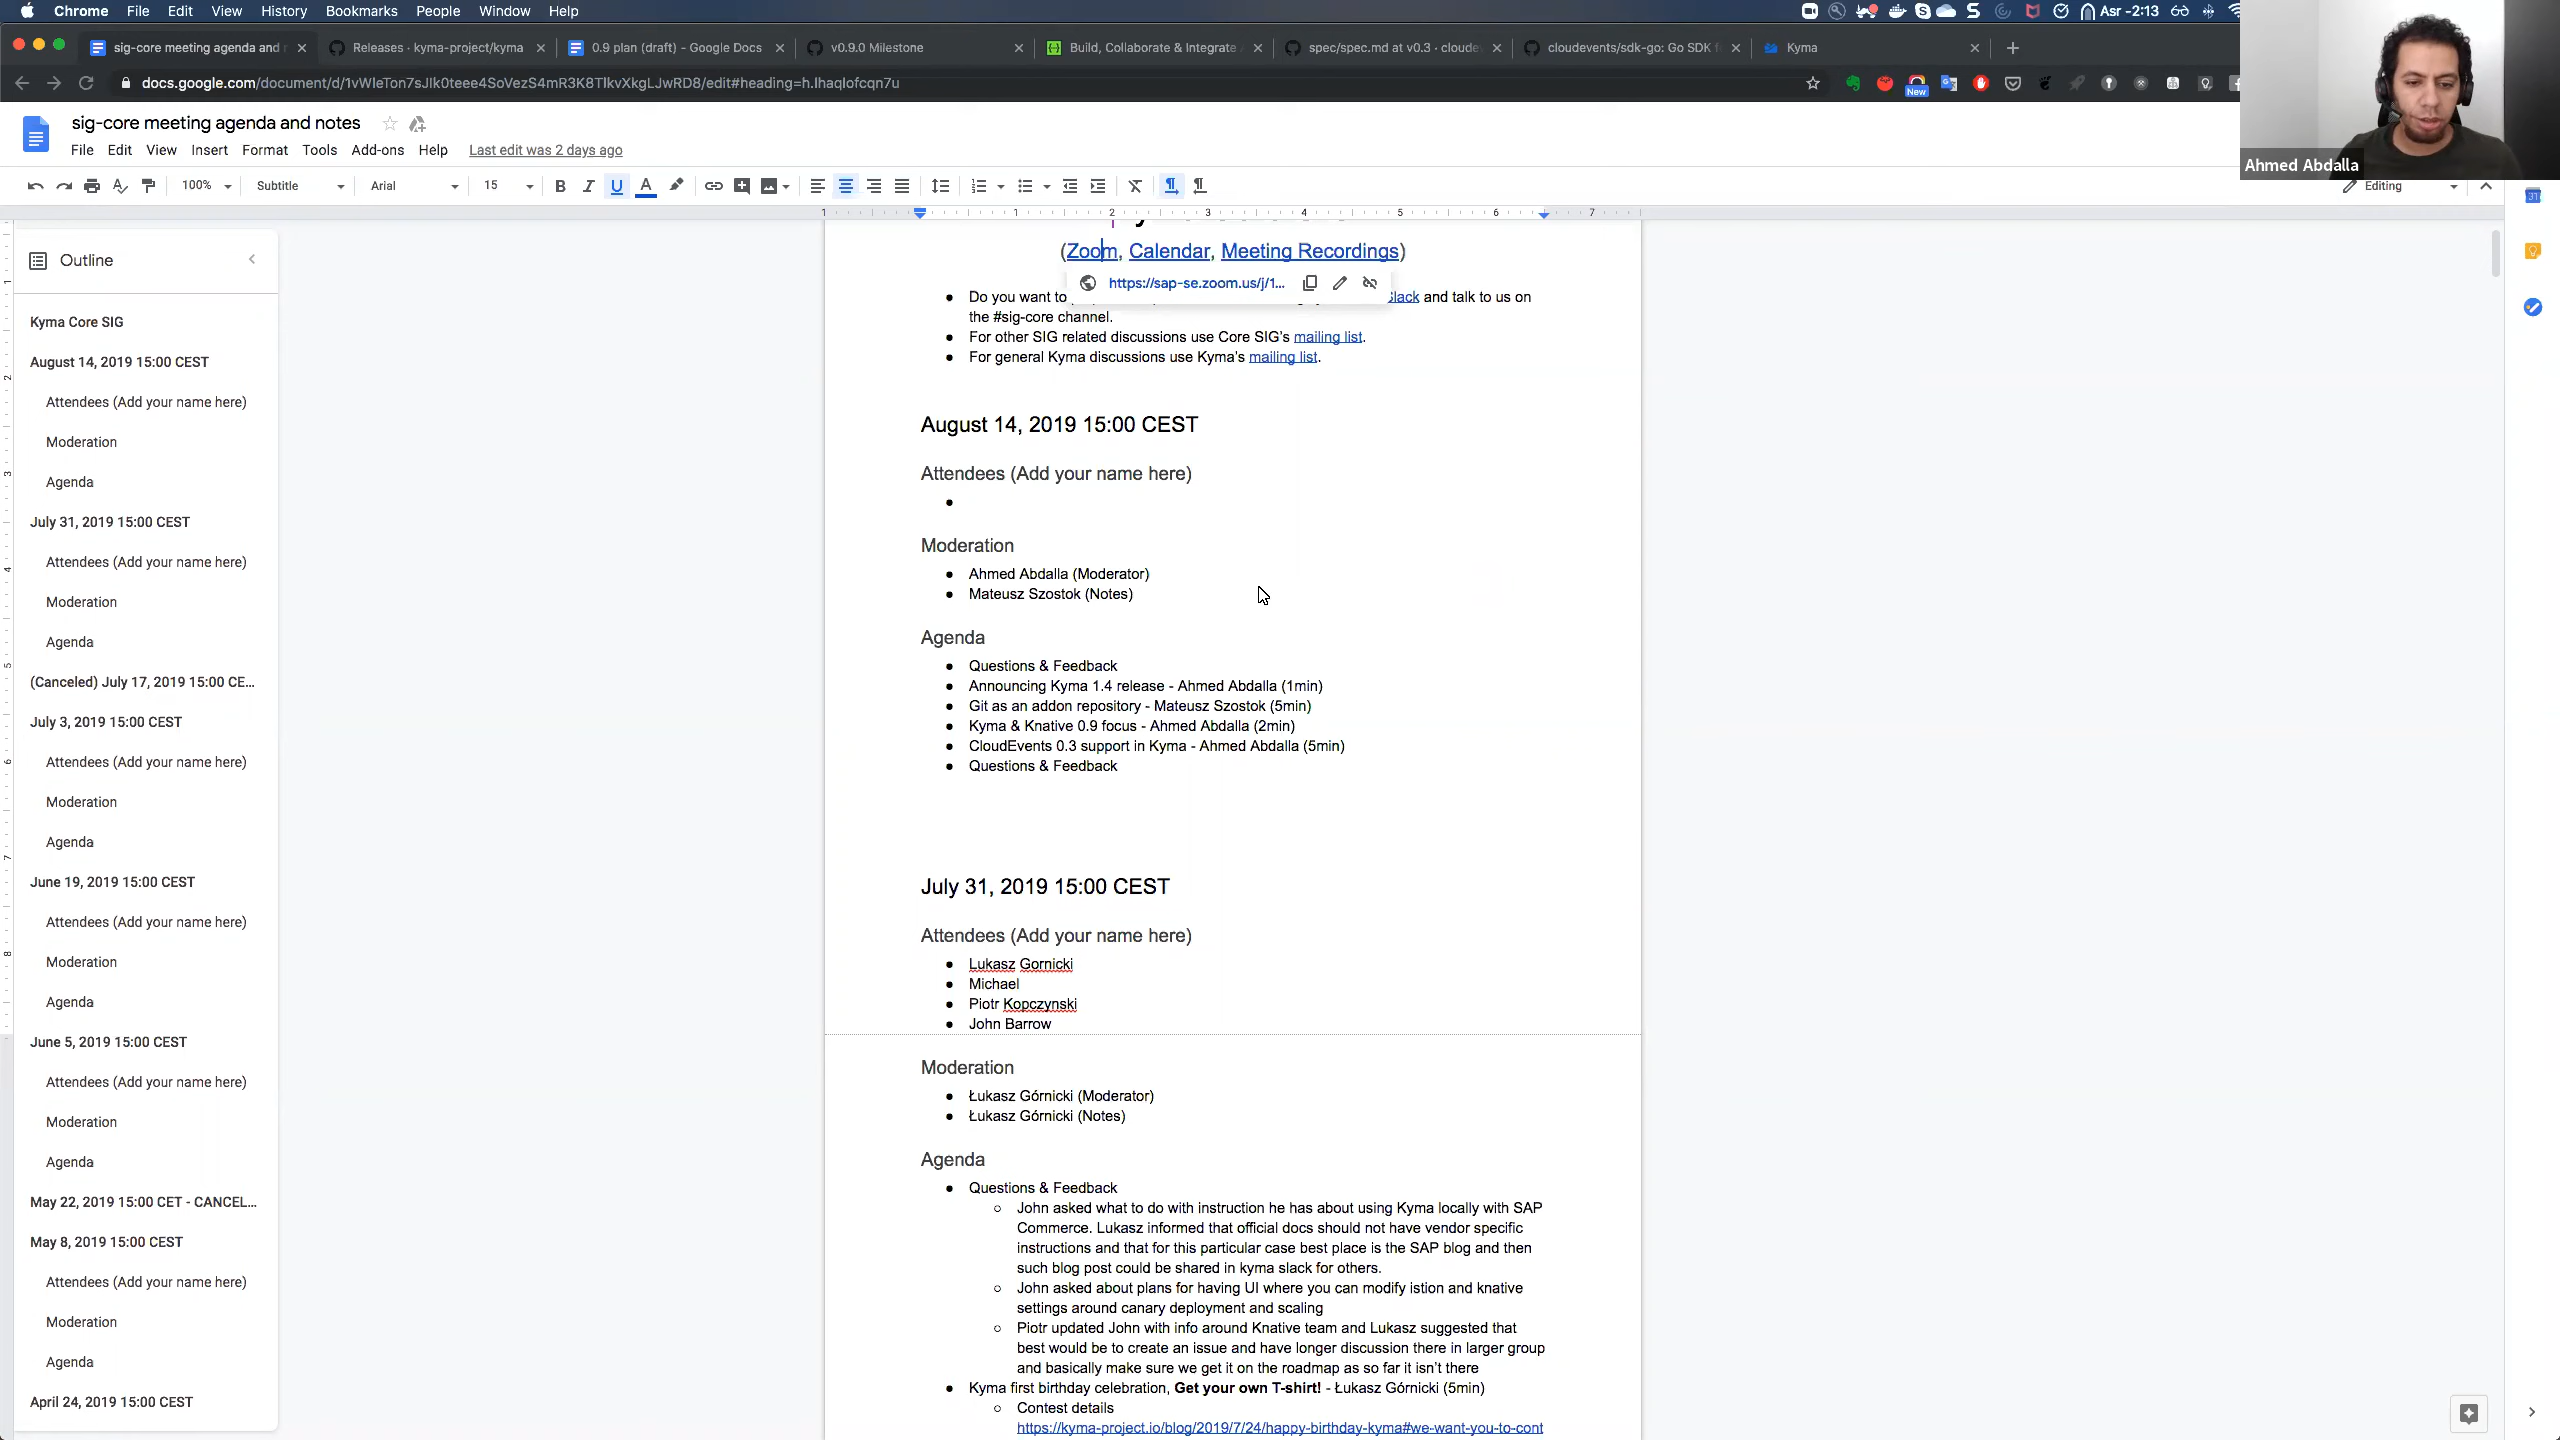 Chrome File Edit View History Bookmarks People Window Help
Asr -2:13
sig-core meeting agenda and n
Releases · kyma-project/kyma
0.9 plan (draft) - Google Docs
v0.9.0 Milestone
Build, Collaborate & Integrate
spec/spec.md at v0.3 · cloude
cloudevents/sdk-go: Go SDK f
Kyma
docs.google.com/document/d/1vWleTon7sJlk0teee4SoVezS4mR3K8TlkvXkgLJwRD8/edit#heading=h.lhaqlofcqn7u
New
Ahmed Abdalla
sig-core meeting agenda and notes
File Edit View Insert Format Tools Add-ons Help Last edit was 2 days ago
100% Subtitle Arial 15 B I U A
Editing
1 1 2 3 4 5 6 7
Outline
Kyma Core SIG
August 14, 2019 15:00 CEST
Attendees (Add your name here)
Moderation
Agenda
July 31, 2019 15:00 CEST
Attendees (Add your name here)
Moderation
Agenda
(Canceled) July 17, 2019 15:00 CE...
July 3, 2019 15:00 CEST
Attendees (Add your name here)
Moderation
Agenda
June 19, 2019 15:00 CEST
Attendees (Add your name here)
Moderation
Agenda
June 5, 2019 15:00 CEST
Attendees (Add your name here)
Moderation
Agenda
May 22, 2019 15:00 CET - CANCEL...
May 8, 2019 15:00 CEST
Attendees (Add your name here)
Moderation
Agenda
April 24, 2019 15:00 CEST
(Zoom, Calendar, Meeting Recordings)
https://sap-se.zoom.us/j/1...
Do you want to slack and talk to us on
the #sig-core channel.
For other SIG related discussions use Core SIG's mailing list.
For general Kyma discussions use Kyma's mailing list.
August 14, 2019 15:00 CEST
Attendees (Add your name here)
Moderation
Ahmed Abdalla (Moderator)
Mateusz Szostok (Notes)
Agenda
Questions & Feedback
Announcing Kyma 1.4 release - Ahmed Abdalla (1min)
Git as an addon repository - Mateusz Szostok (5min)
Kyma & Knative 0.9 focus - Ahmed Abdalla (2min)
CloudEvents 0.3 support in Kyma - Ahmed Abdalla (5min)
Questions & Feedback
July 31, 2019 15:00 CEST
Attendees (Add your name here)
Lukasz Gornicki
Michael
Piotr Kopczynski
John Barrow
Moderation
Łukasz Górnicki (Moderator)
Łukasz Górnicki (Notes)
Agenda
Questions & Feedback
John asked what to do with instruction he has about using Kyma locally with SAP
Commerce. Lukasz informed that official docs should not have vendor specific
instructions and that for this particular case best place is the SAP blog and then
such blog post could be shared in kyma slack for others.
John asked about plans for having UI where you can modify istion and knative
settings around canary deployment and scaling
Piotr updated John with info around Knative team and Lukasz suggested that
best would be to create an issue and have longer discussion there in larger group
and basically make sure we get it on the roadmap as so far it isn't there
Kyma first birthday celebration, Get your own T-shirt! - Łukasz Górnicki (5min)
Contest details
https://kyma-project.io/blog/2019/7/24/happy-birthday-kyma#we-want-you-to-cont